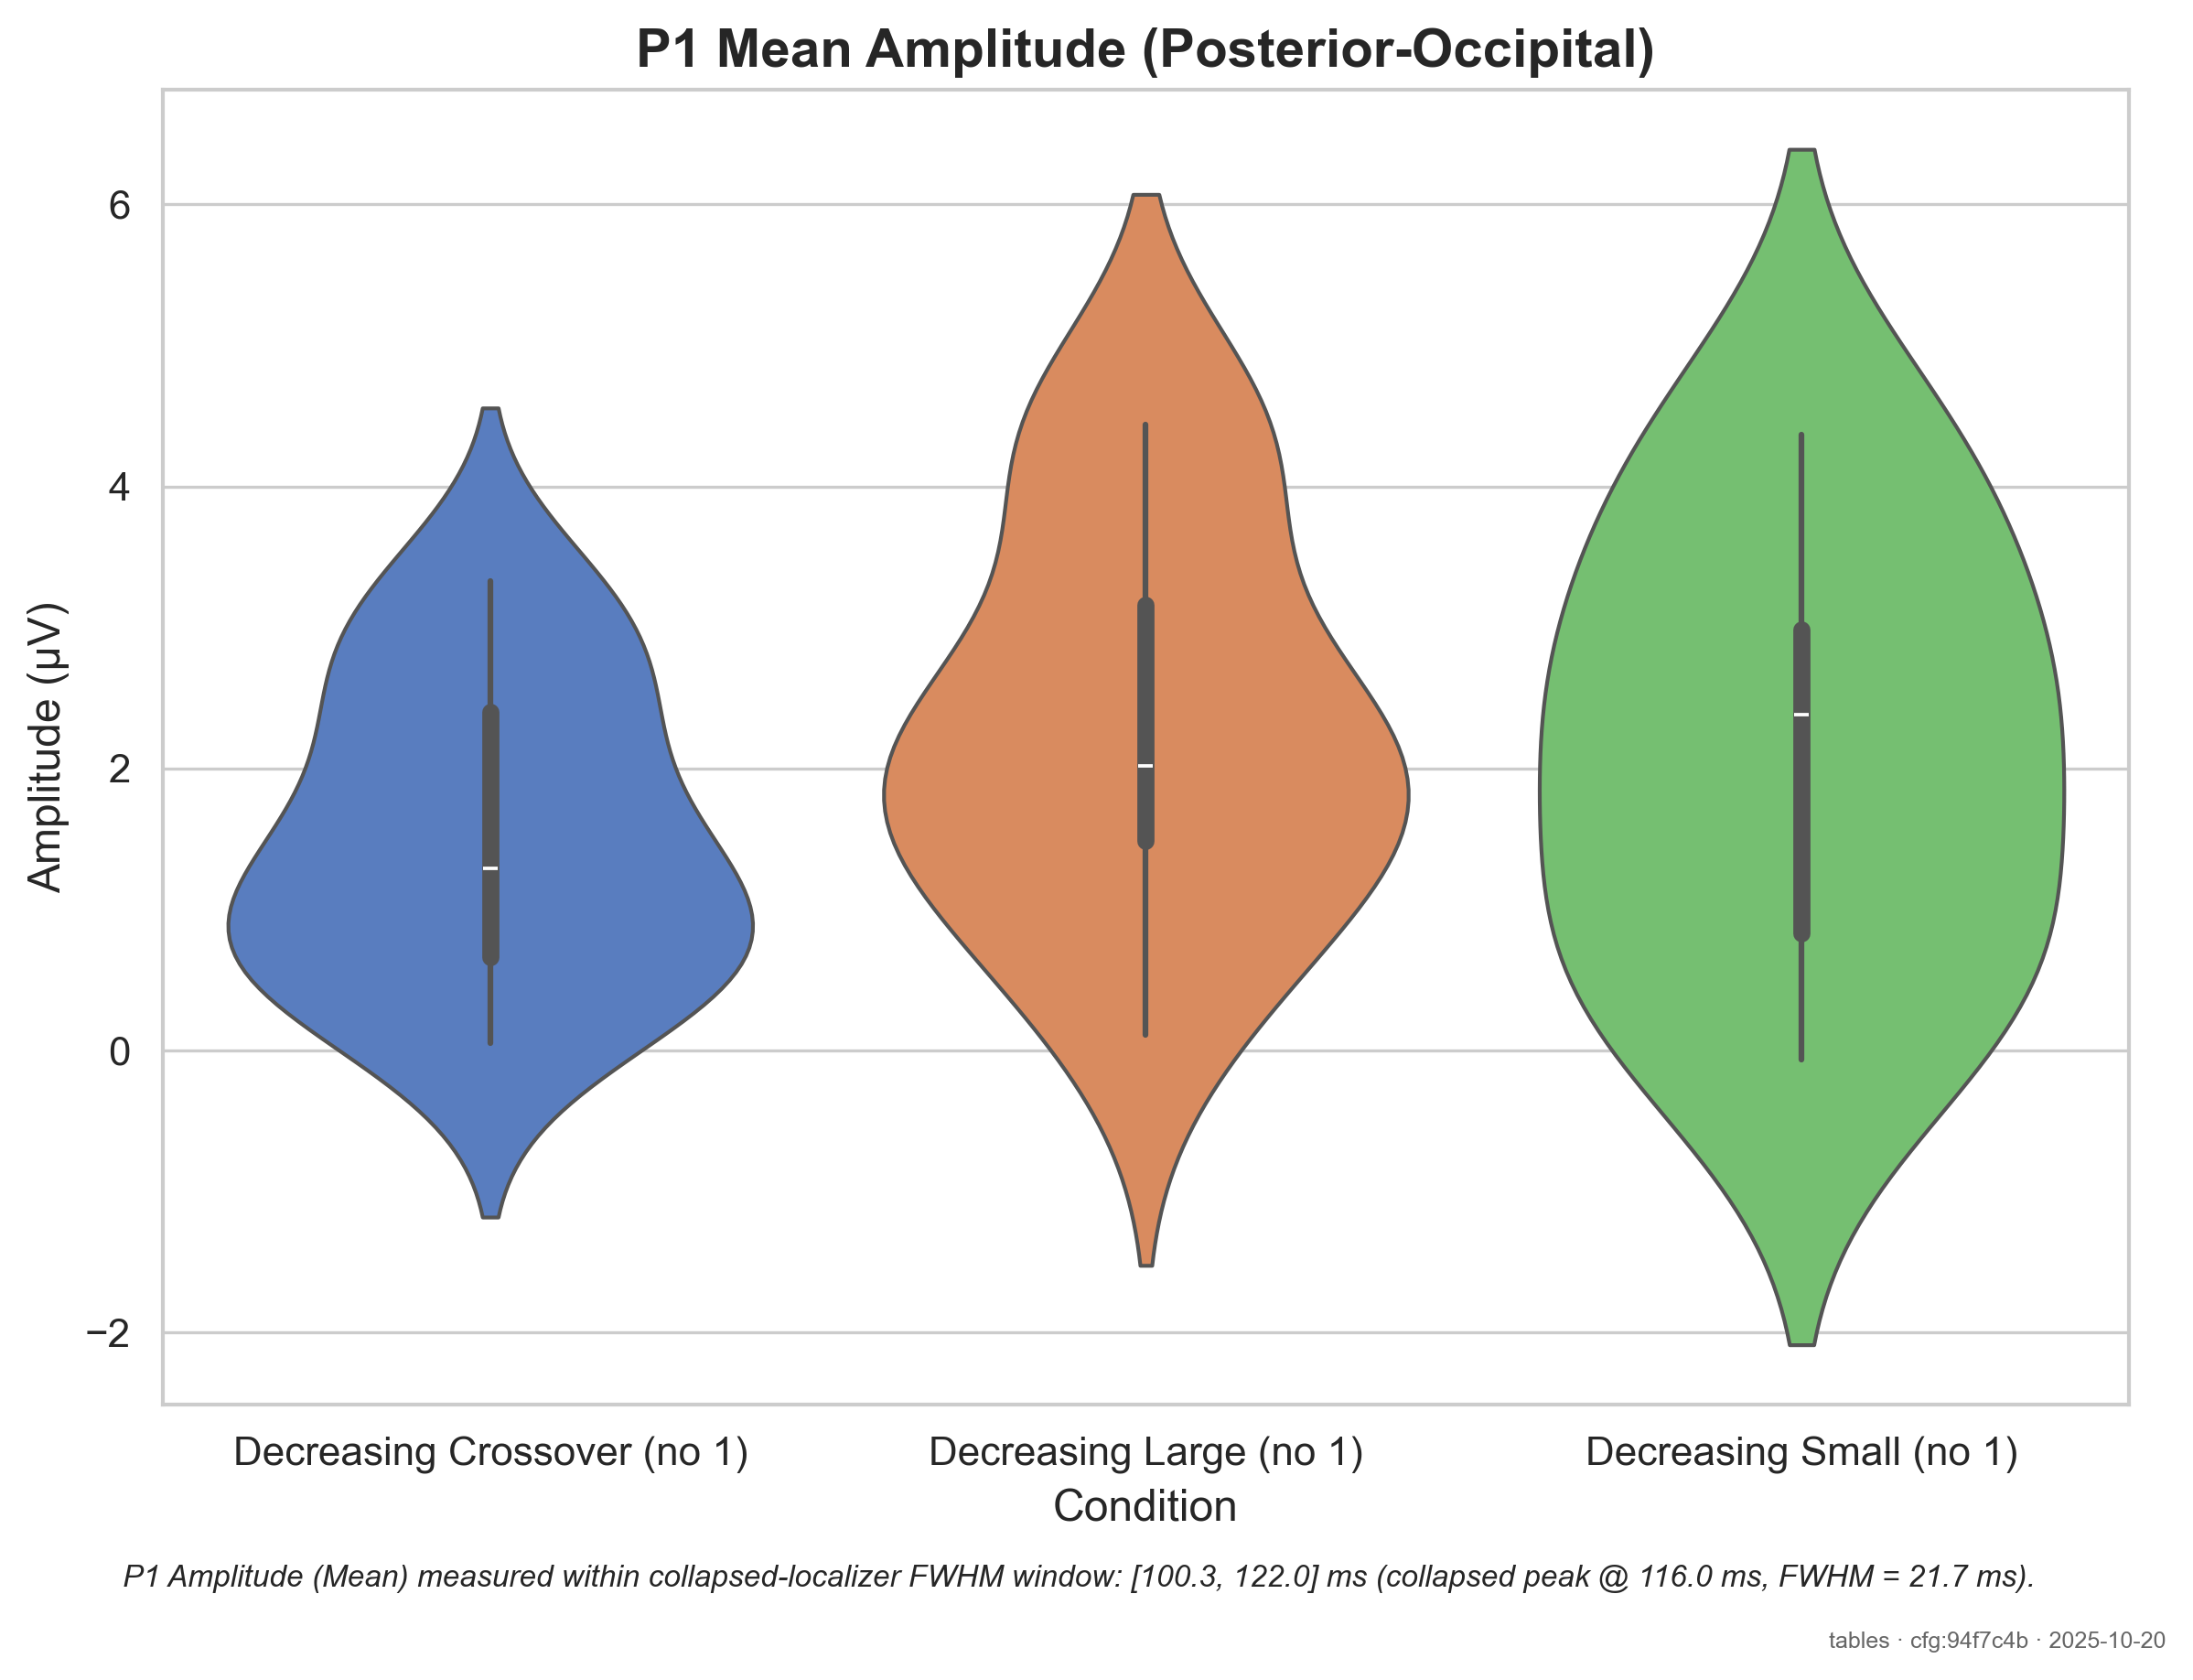 P1 Mean Amplitude (Posterior-Occipital)
Amplitude (µV)
6
4
2
0
−2
Decreasing Crossover (no 1)
Decreasing Large (no 1)
Decreasing Small (no 1)
Condition
P1 Amplitude (Mean) measured within collapsed-localizer FWHM window: [100.3, 122.0] ms (collapsed peak @ 116.0 ms, FWHM = 21.7 ms).
tables · cfg:94f7c4b · 2025-10-20